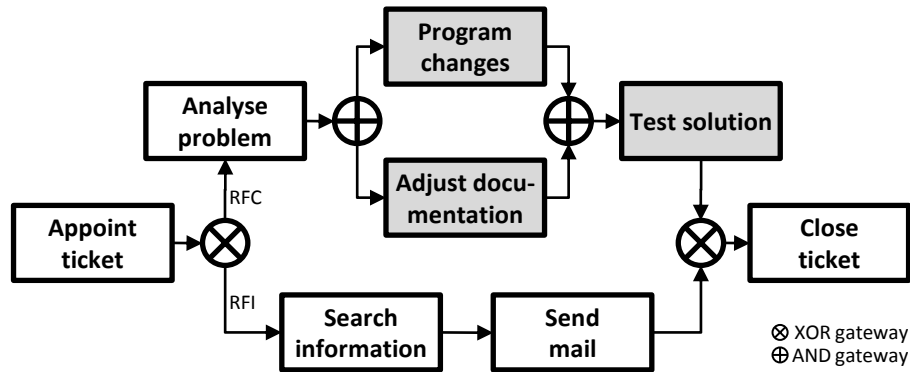 Program
changes
Analyse
problem
Test solution
Adjust docu-
mentation
RFC
Appoint
ticket
Close
ticket
RFI
Search
information
Send
mail
XOR gateway
AND gateway